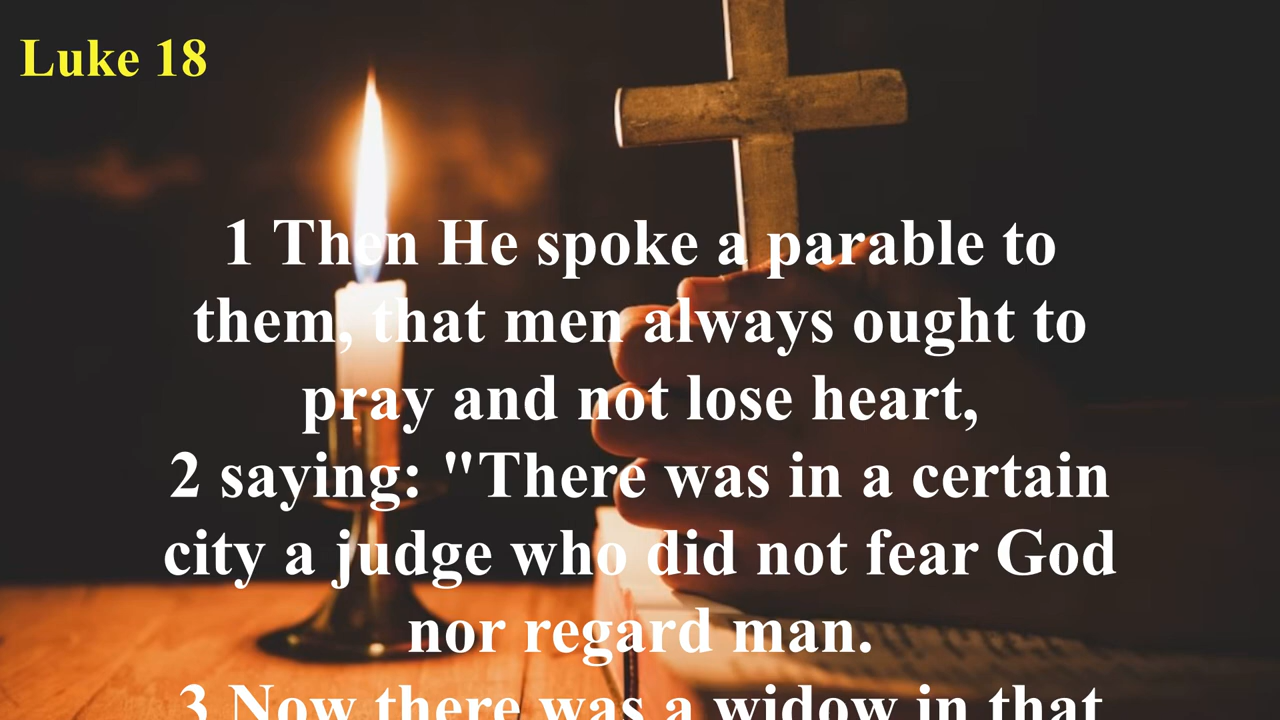 Luke 18
1 Then He spoke a parable to
them, that men always ought to
pray and not lose heart,
2 saying: "There was in a certain
city a judge who did not fear God
nor regard man.
3 Now there was a widow in that